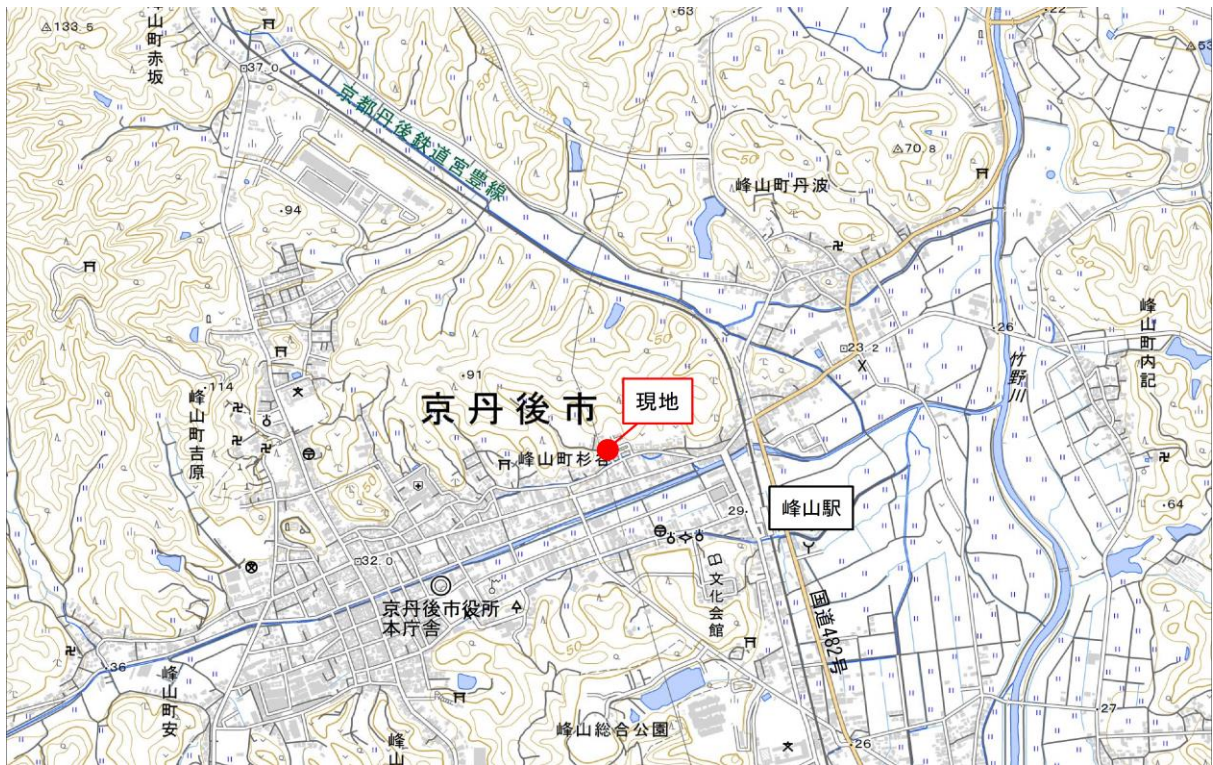 133.5
峰山町赤坂
37.0
63
22
53
京都丹後鉄道宮豊線
70.8
峰山町丹波
94
50
峰山町内記
26
23.2
竹野川
114
峰山町吉原
91
50
京丹後市
現地
峰山町杉谷
64
29
峰山駅
32.0
文化会館
京丹後市役所
本庁舎
国道482号
36
峰山町安
27
峰山総合公園
26
峰山